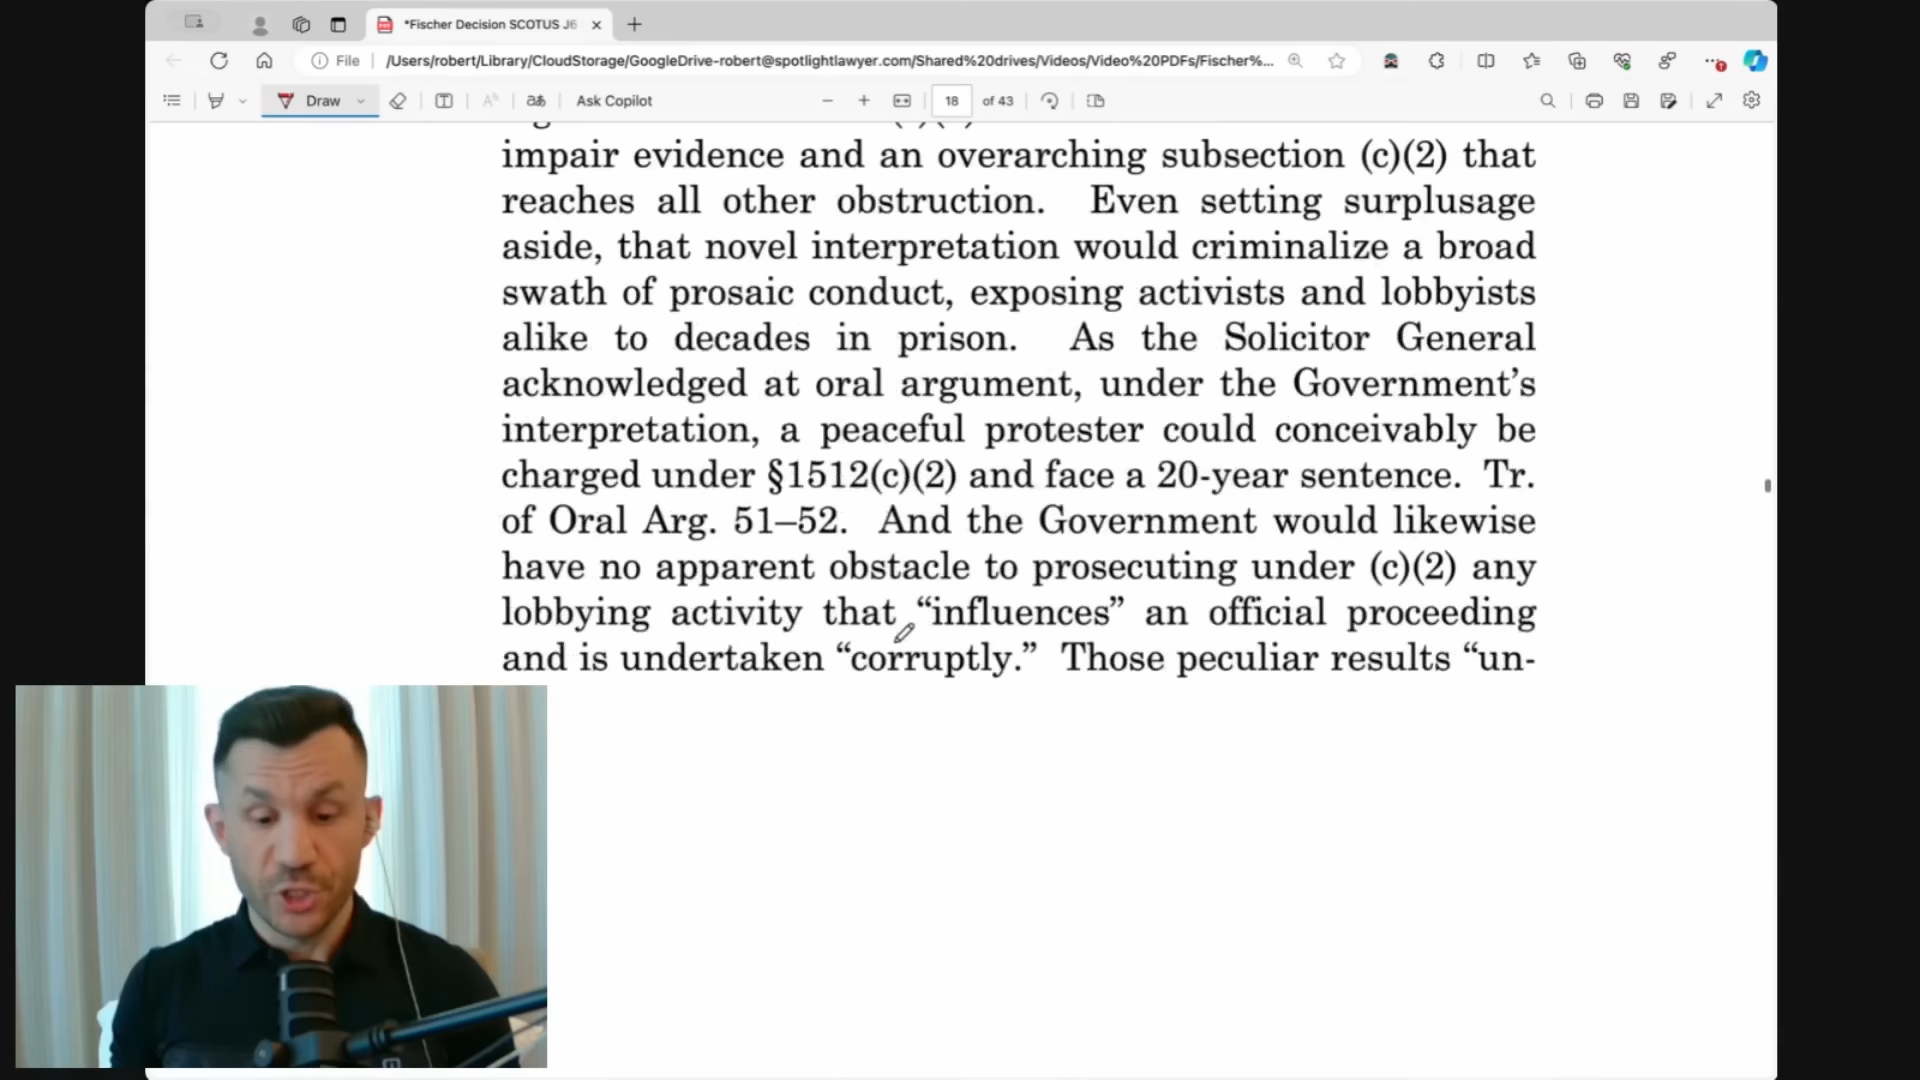 *Fischer Decision SCOTUS J6
File /Users/robert/Library/CloudStorage/GoogleDrive-robert@spotlightlawyer.com/Shared%20drives/Videos/Video%20PDFs/Fischer%...
Draw Ask Copilot 18 of 43
impair evidence and an overarching subsection (c)(2) that
reaches all other obstruction. Even setting surplusage
aside, that novel interpretation would criminalize a broad
swath of prosaic conduct, exposing activists and lobbyists
alike to decades in prison. As the Solicitor General
acknowledged at oral argument, under the Government’s
interpretation, a peaceful protester could conceivably be
charged under §1512(c)(2) and face a 20-year sentence. Tr.
of Oral Arg. 51–52. And the Government would likewise
have no apparent obstacle to prosecuting under (c)(2) any
lobbying activity that “influences” an official proceeding
and is undertaken “corruptly.” Those peculiar results “un-